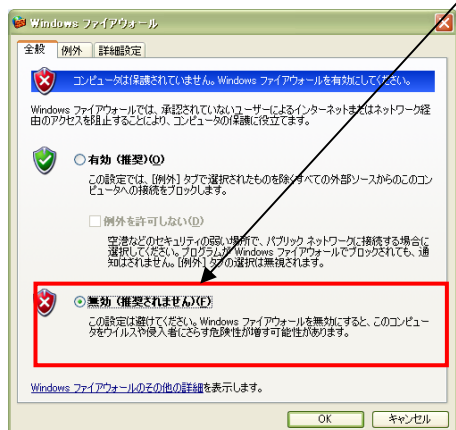 Windows ファイアウォール
全般 例外 詳細設定
コンピュータは保護されていません。Windows ファイアウォールを有効にしてください。
Windows ファイアウォールでは、承認されていないユーザーによるインターネットまたはネットワーク経
由のアクセスを阻止することにより、コンピュータの保護に役立てます。
有効 (推奨)(O)
この設定では、[例外] タブで選択されたものを除くすべての外部ソースからのこのコン
ピュータへの接続をブロックします。
例外を許可しない(D)
空港などのセキュリティの弱い場所で、パブリック ネットワークに接続する場合に
選択してください。プログラムが Windows ファイアウォールでブロックされても、通
知はされません。[例外] タブの選択は無視されます。
無効 (推奨されません)(F)
この設定は避けてください。Windows ファイアウォールを無効にすると、このコンピュー
タをウイルスや侵入者にさらす危険性が増す可能性があります。
Windows ファイアウォールのその他の詳細を表示します。
OK キャンセル